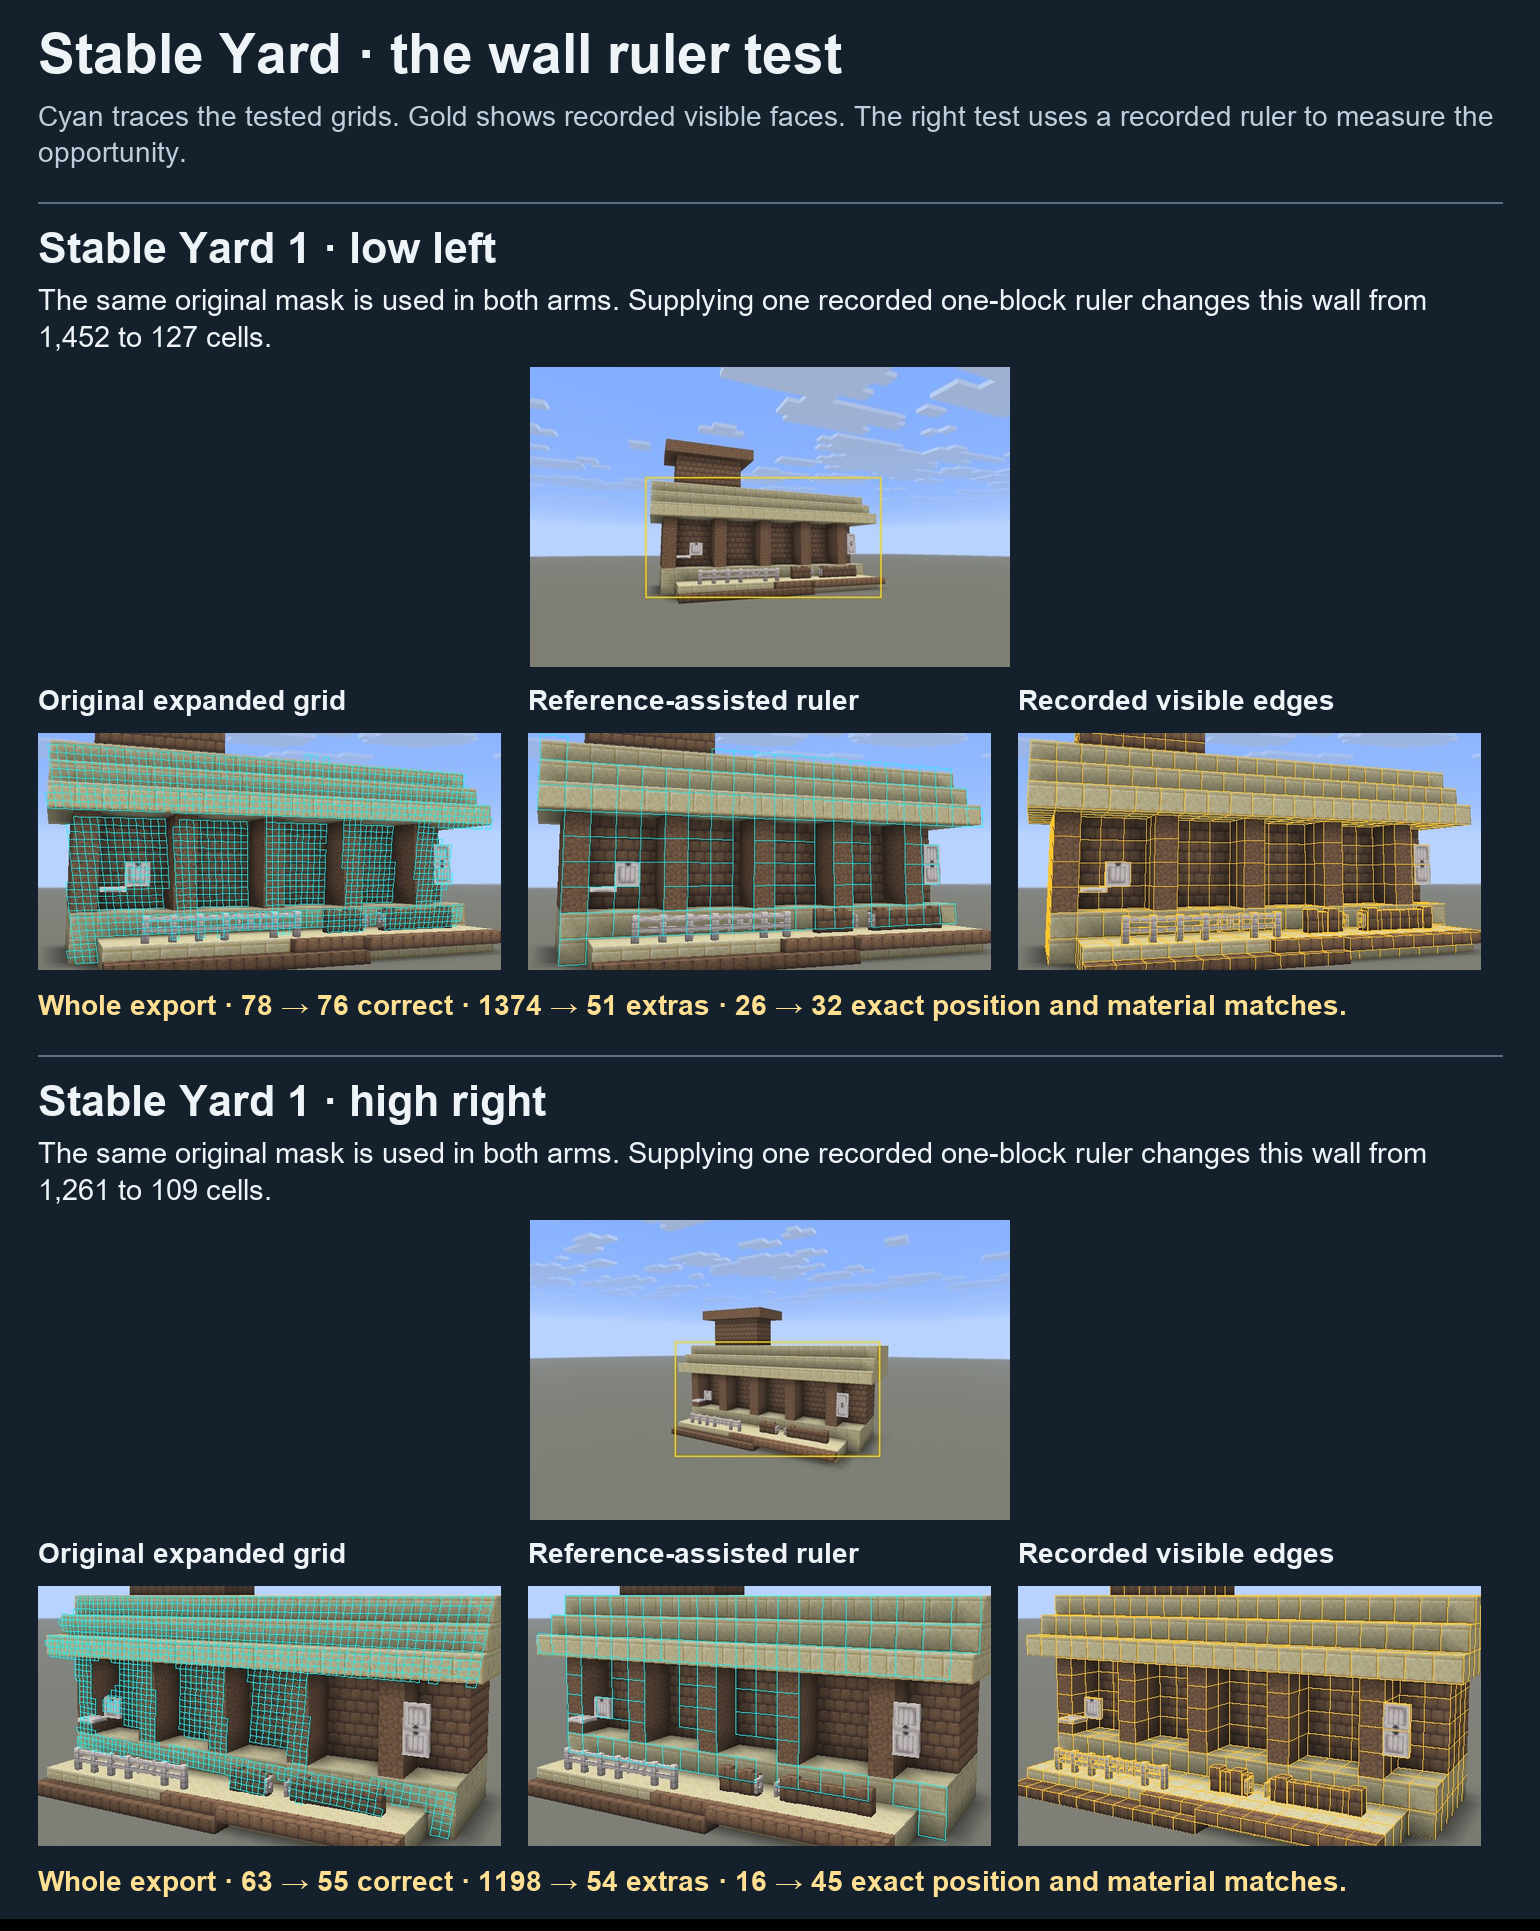 Stable Yard · the wall ruler test
Cyan traces the tested grids. Gold shows recorded visible faces. The right test uses a recorded ruler to measure the
opportunity.
Stable Yard 1 · low left
The same original mask is used in both arms. Supplying one recorded one-block ruler changes this wall from
1,452 to 127 cells.
Original expanded grid
Reference-assisted ruler
Recorded visible edges
Whole export · 78 → 76 correct · 1374 → 51 extras · 26 → 32 exact position and material matches.
Stable Yard 1 · high right
The same original mask is used in both arms. Supplying one recorded one-block ruler changes this wall from
1,261 to 109 cells.
Original expanded grid
Reference-assisted ruler
Recorded visible edges
Whole export · 63 → 55 correct · 1198 → 54 extras · 16 → 45 exact position and material matches.